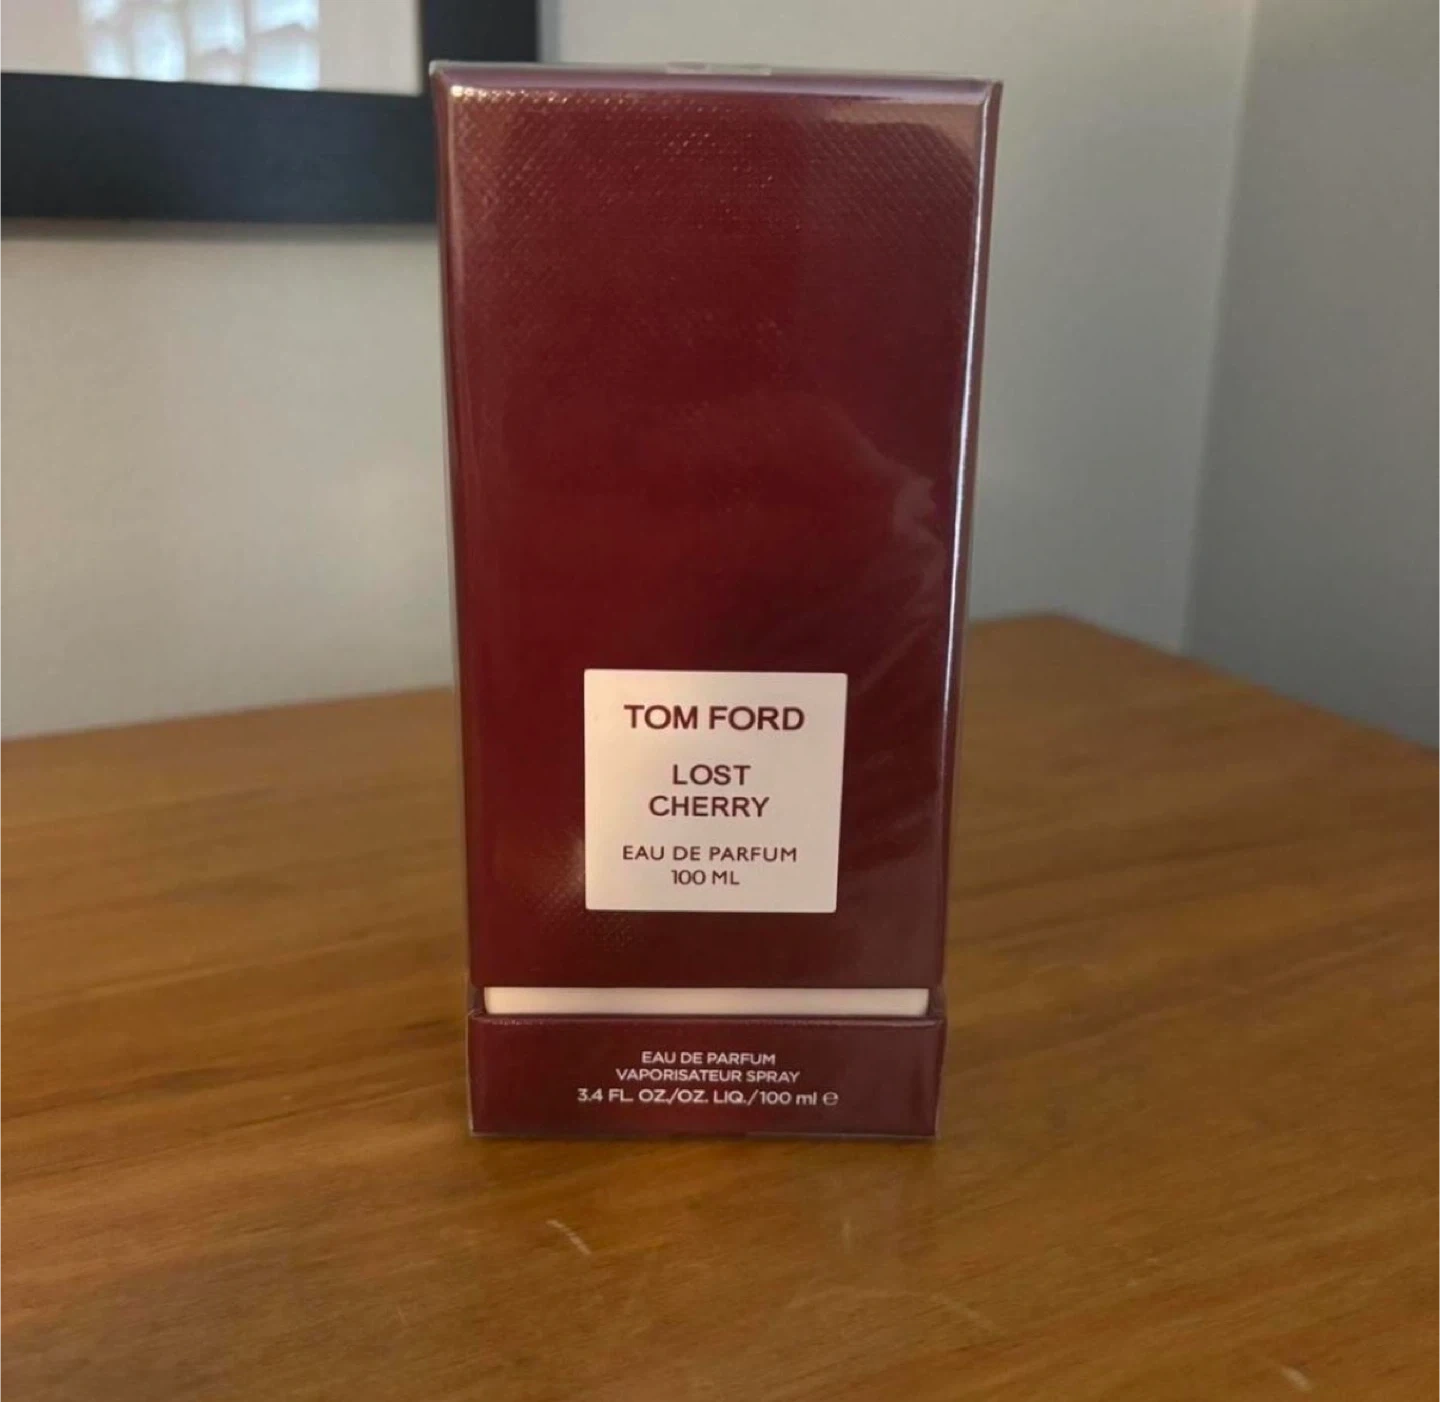 TOM FORD
LOST
CHERRY
EAU DE PARFUM
100 ML
EAU DE PARFUM
VAPORISATEUR SPRAY
3.4 FL. OZ./OZ. LIQ./100 ml ℮